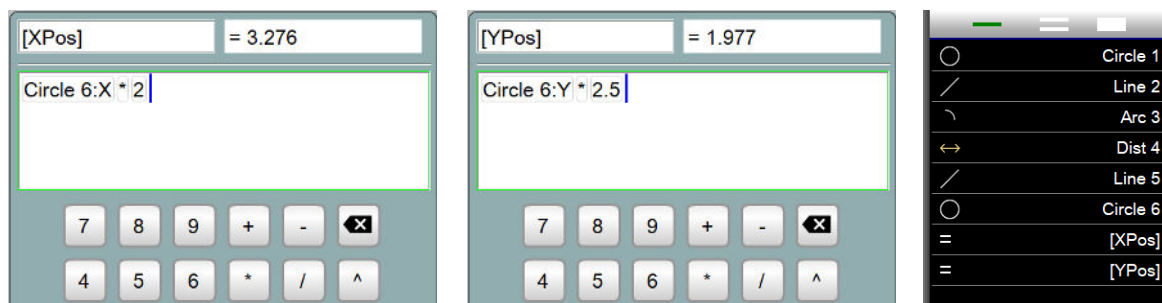 [XPos] = 3.276
Circle 6:X * 2
7 8 9 + -
4 5 6 * / ^
[YPos] = 1.977
Circle 6:Y * 2.5
7 8 9 + -
4 5 6 * / ^
Circle 1
Line 2
Arc 3
Dist 4
Line 5
Circle 6
= [XPos]
= [YPos]